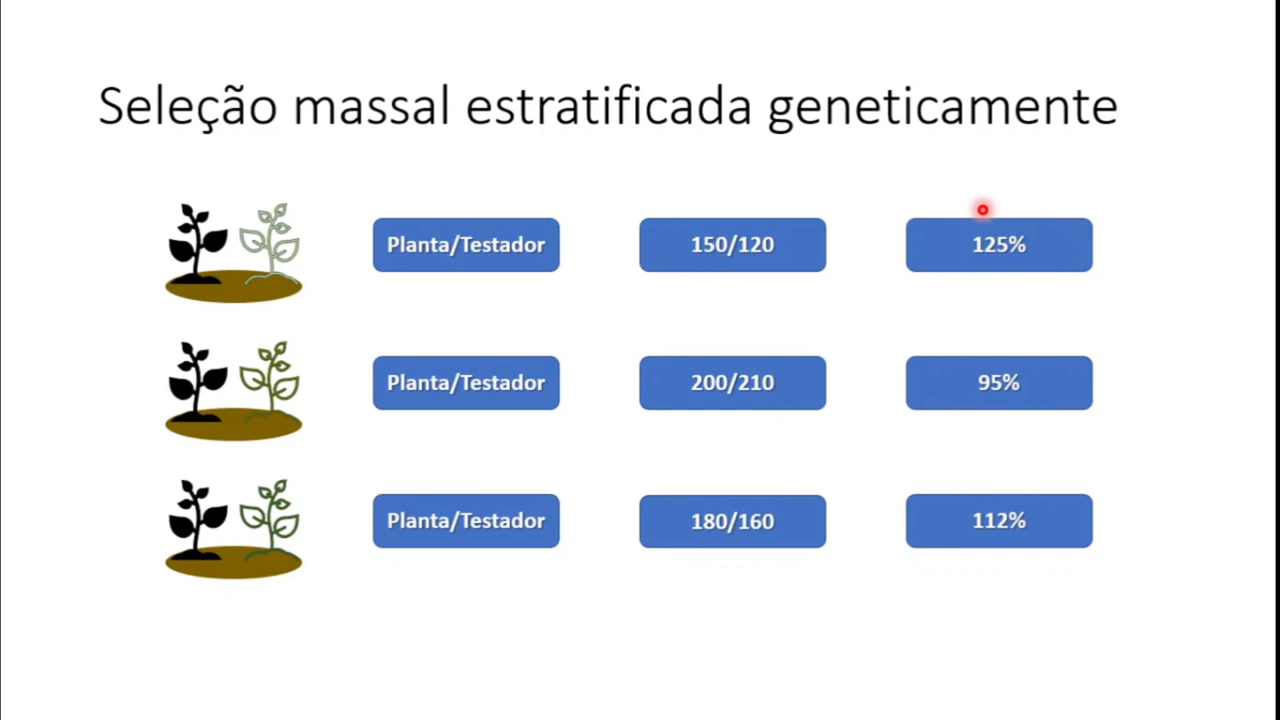 Seleção massal estratificada geneticamente
Planta/Testador 150/120 125%
Planta/Testador 200/210 95%
Planta/Testador 180/160 112%